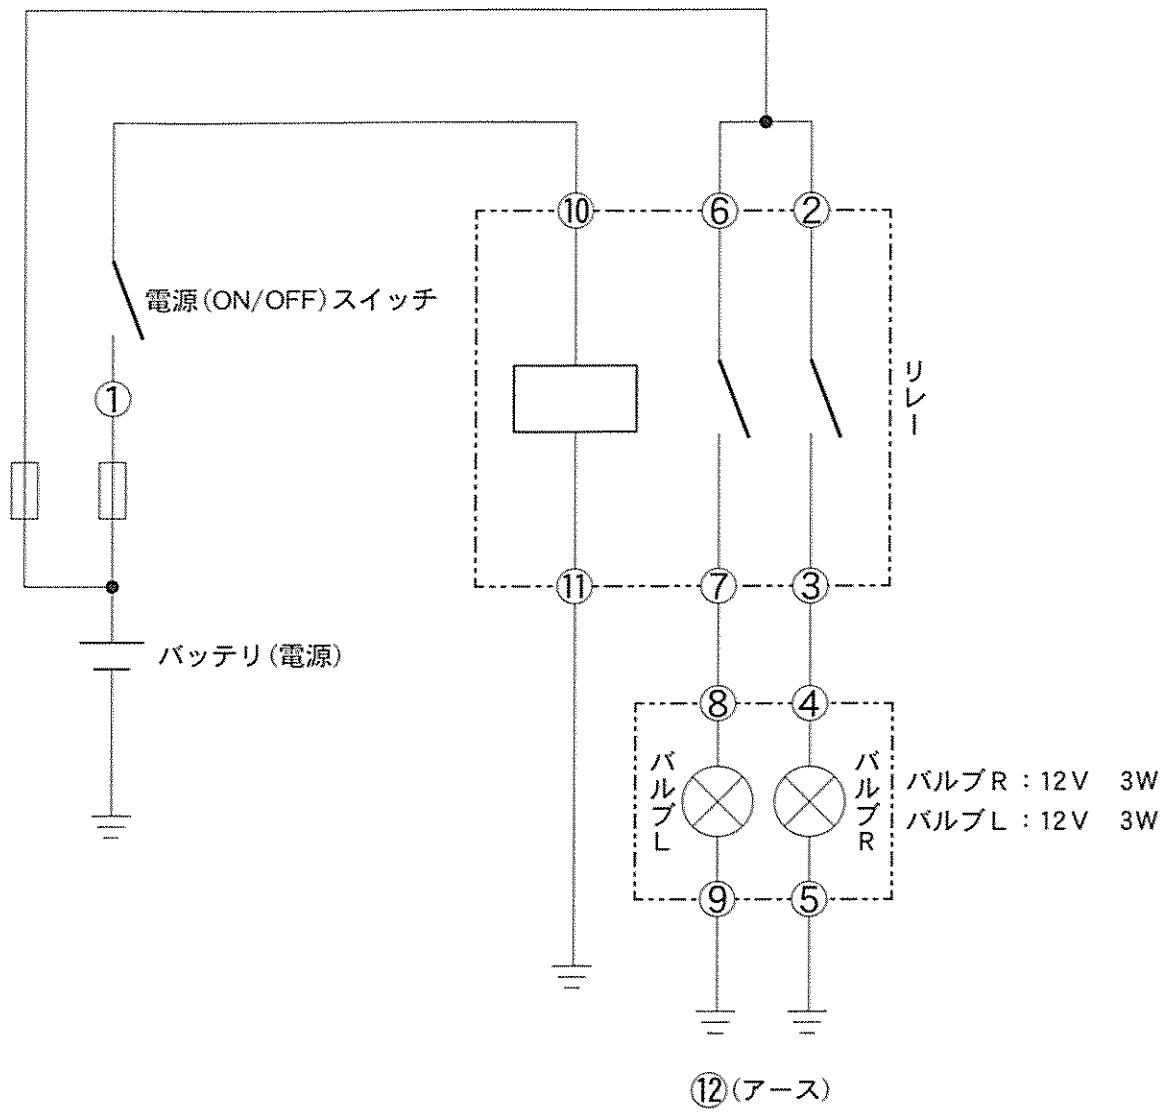 ⑩
⑥
②
電源(ON/OFF)スイッチ
リレー
①
⑪
⑦
③
バッテリ(電源)
⑧
④
バルブL
バルブR
バルブR：12V 3W
バルブL：12V 3W
⑨
⑤
⑫(アース)